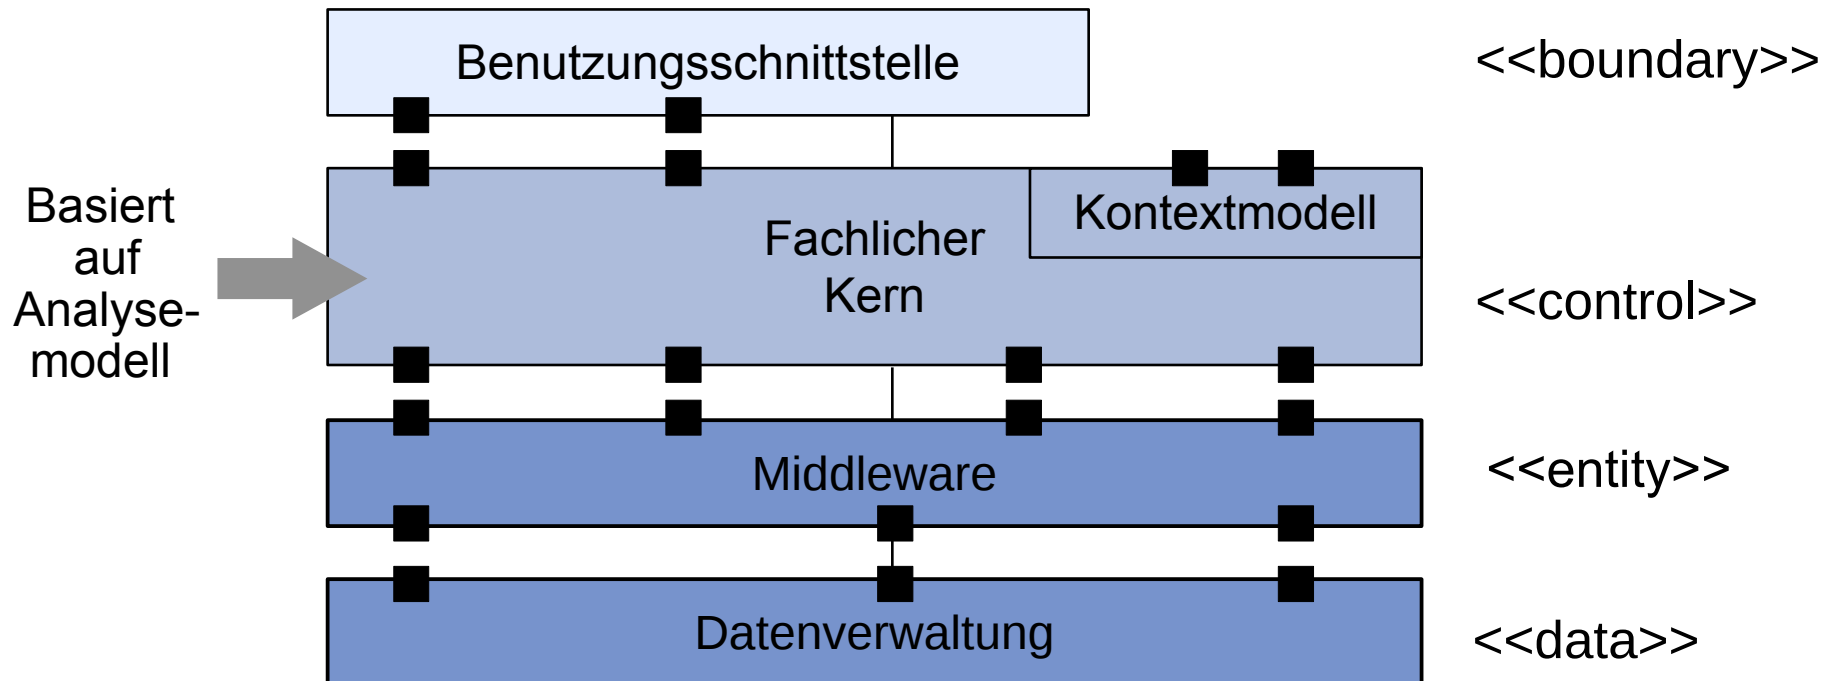 Benutzungsschnittstelle
<<boundary>>
Basiert
auf
Analyse-
modell
Kontextmodell
Fachlicher
Kern
<<control>>
Middleware
<<entity>>
Datenverwaltung
<<data>>